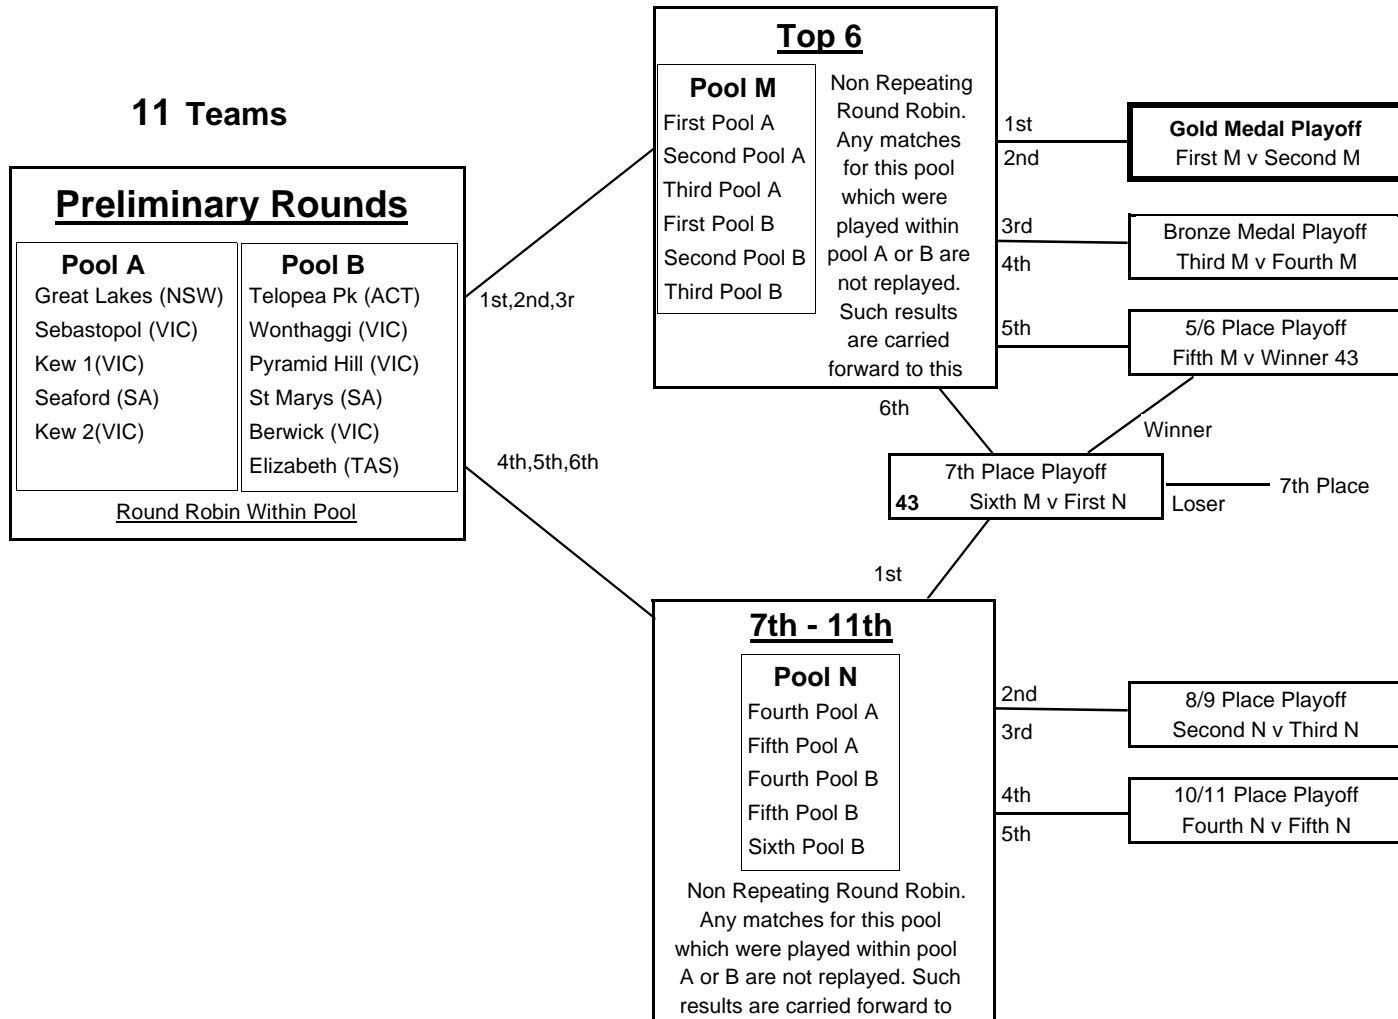 11 Teams
Preliminary Rounds
Pool A
Great Lakes (NSW)
Sebastopol (VIC)
Kew 1(VIC)
Seaford (SA)
Kew 2(VIC)
Pool B
Telopea Pk (ACT)
Wonthaggi (VIC)
Pyramid Hill (VIC)
St Marys (SA)
Berwick (VIC)
Elizabeth (TAS)
Round Robin Within Pool
1st,2nd,3r
4th,5th,6th
Top 6
Pool M
First Pool A
Second Pool A
Third Pool A
First Pool B
Second Pool B
Third Pool B
Non Repeating
Round Robin.
Any matches
for this pool
which were
played within
pool A or B are
not replayed.
Such results
are carried
forward to this
1st
2nd
Gold Medal Playoff
First M v Second M
3rd
4th
Bronze Medal Playoff
Third M v Fourth M
5th
5/6 Place Playoff
Fifth M v Winner 43
6th
Winner
7th Place Playoff
43 Sixth M v First N
Loser
7th Place
1st
7th - 11th
Pool N
Fourth Pool A
Fifth Pool A
Fourth Pool B
Fifth Pool B
Sixth Pool B
Non Repeating Round Robin.
Any matches for this pool
which were played within pool
A or B are not replayed. Such
results are carried forward to
2nd
3rd
8/9 Place Playoff
Second N v Third N
4th
5th
10/11 Place Playoff
Fourth N v Fifth N